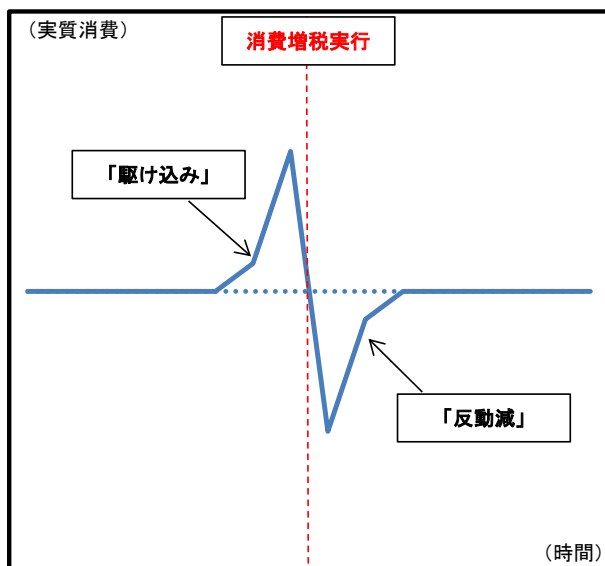 （実質消費）
消費増税実行
「駆け込み」
「反動減」
（時間）